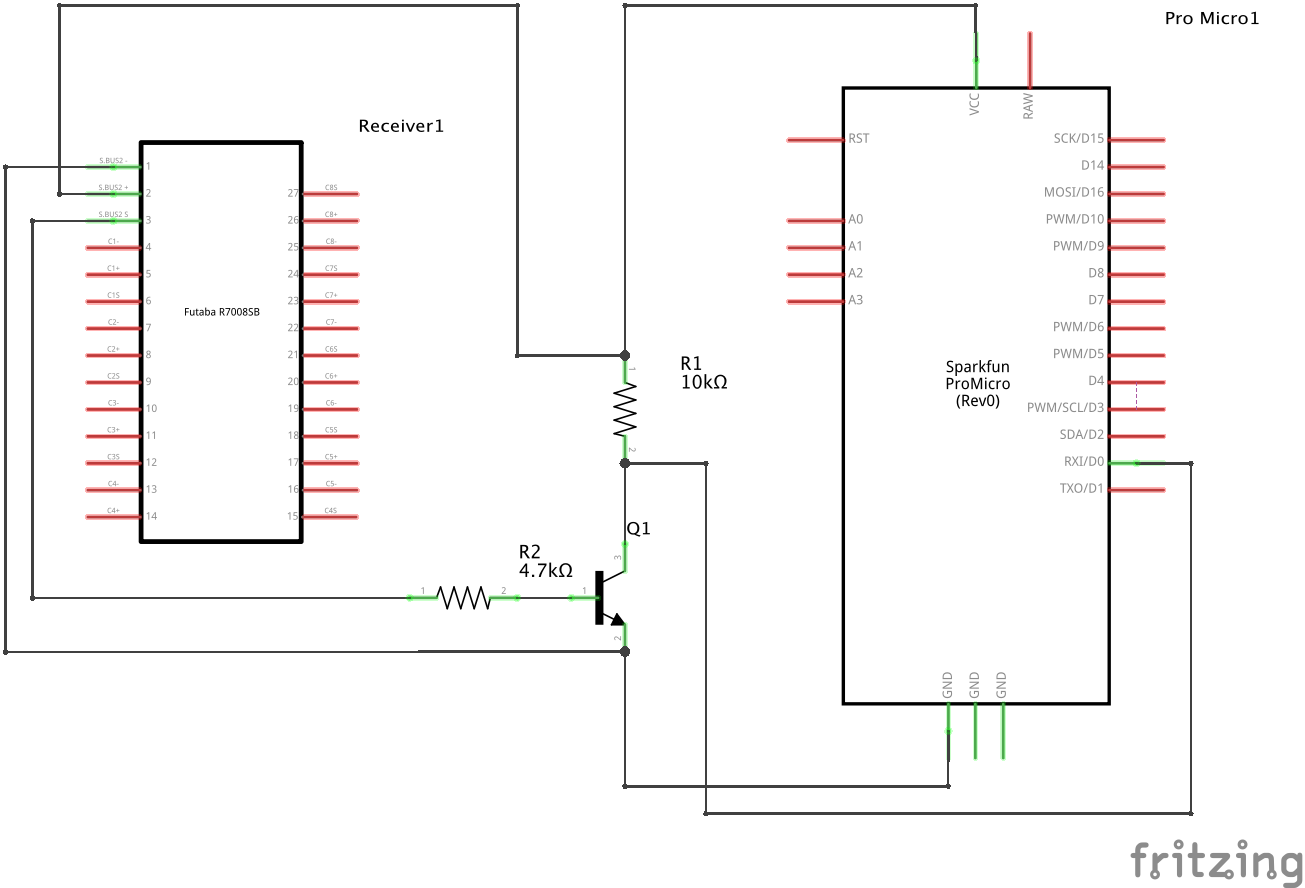 Pro Micro1
Receiver1
VCC
RAW
S.BUS2 -
1
S.BUS2 +
2
S.BUS2 S
3
C1-
4
C1+
5
C1S
6
C2-
7
C2+
8
C2S
9
C3-
10
C3+
11
C3S
12
C4-
13
C4+
14
Futaba R7008SB
27
C8S
26
C8+
25
C8-
24
C7S
23
C7+
22
C7-
21
C6S
20
C6+
19
C6-
18
C5S
17
C5+
16
C5-
15
C4S
R1
10kΩ
1
2
Q1
3
1
2
R2
4.7kΩ
1
2
RST
A0
A1
A2
A3
Sparkfun
ProMicro
(Rev0)
SCK/D15
D14
MOSI/D16
PWM/D10
PWM/D9
D8
D7
PWM/D6
PWM/D5
D4
PWM/SCL/D3
SDA/D2
RXI/D0
TXO/D1
GND
GND
GND
fritzing